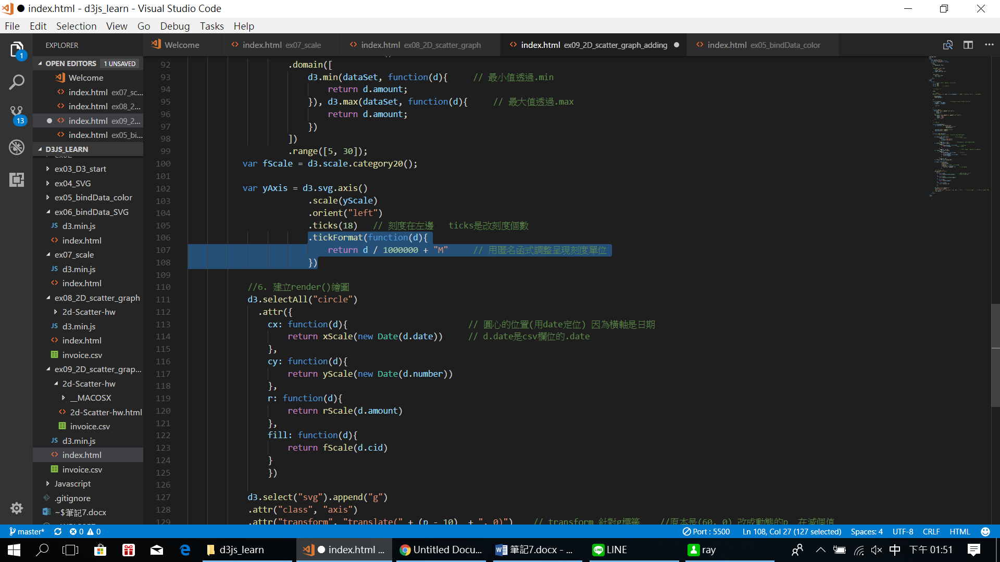 ● index.html - d3js_learn - Visual Studio Code
File Edit Selection View Go Debug Tasks Help
EXPLORER
Welcome
index.html ex07_scale
index.html ex08_2D_scatter_graph
index.html ex09_2D_scatter_graph_adding ●
index.html ex05_bindData_color
1
13
OPEN EDITORS 1 UNSAVED
Welcome
index.html ex07_sc...
index.html ex08_2...
● index.html ex09_2...
index.html ex05_bi...
D3JS_LEARN
ex02
ex03_D3_start
ex04_SVG
ex05_bindData_color
ex06_bindData_SVG
JS d3.min.js
index.html
ex07_scale
JS d3.min.js
index.html
ex08_2D_scatter_graph
2d-Scatter-hw
JS d3.min.js
index.html
invoice.csv
ex09_2D_scatter_grap...
2d-Scatter-hw
__MACOSX
2d-Scatter-hw.html
invoice.csv
JS d3.min.js
index.html
invoice.csv
Javascript
.gitignore
~$筆記7.docx
92 .domain([
93 d3.min(dataSet, function(d){ // 最小值透過.min
94 return d.amount;
95 }), d3.max(dataSet, function(d){ // 最大值透過.max
96 return d.amount;
97 })
98 ])
99 .range([5, 30]);
100 var fScale = d3.scale.category20();
101
102 var yAxis = d3.svg.axis()
103 .scale(yScale)
104 .orient("left")
105 .ticks(18) // 刻度在左邊 ticks是改刻度個數
106 .tickFormat(function(d){
107 return d / 1000000 + "M" // 用匿名函式調整呈現刻度單位
108 })
109
110 //6. 建立render()繪圖
111 d3.selectAll("circle")
112 .attr({
113 cx: function(d){ // 圓心的位置(用date定位) 因為橫軸是日期
114 return xScale(new Date(d.date)) // d.date是csv欄位的.date
115 },
116 cy: function(d){
117 return yScale(new Date(d.number))
118 },
119 r: function(d){
120 return rScale(d.amount)
121 },
122 fill: function(d){
123 return fScale(d.cid)
124 }
125 })
126
127 d3.select("svg").append("g")
128 .attr("class", "axis")
129 .attr("transform", "translate(" + (p - 10) + ", 0)") // transform 針對g標籤 //原本是(60, 0) 改成動態的p 在減個值
master* 0 0 Port : 5500 Ln 108, Col 27 (127 selected) Spaces: 4 UTF-8 CRLF HTML
d3js_learn ● index.html ... Untitled Docu... 筆記7.docx - ... LINE ray 中 下午 01:51